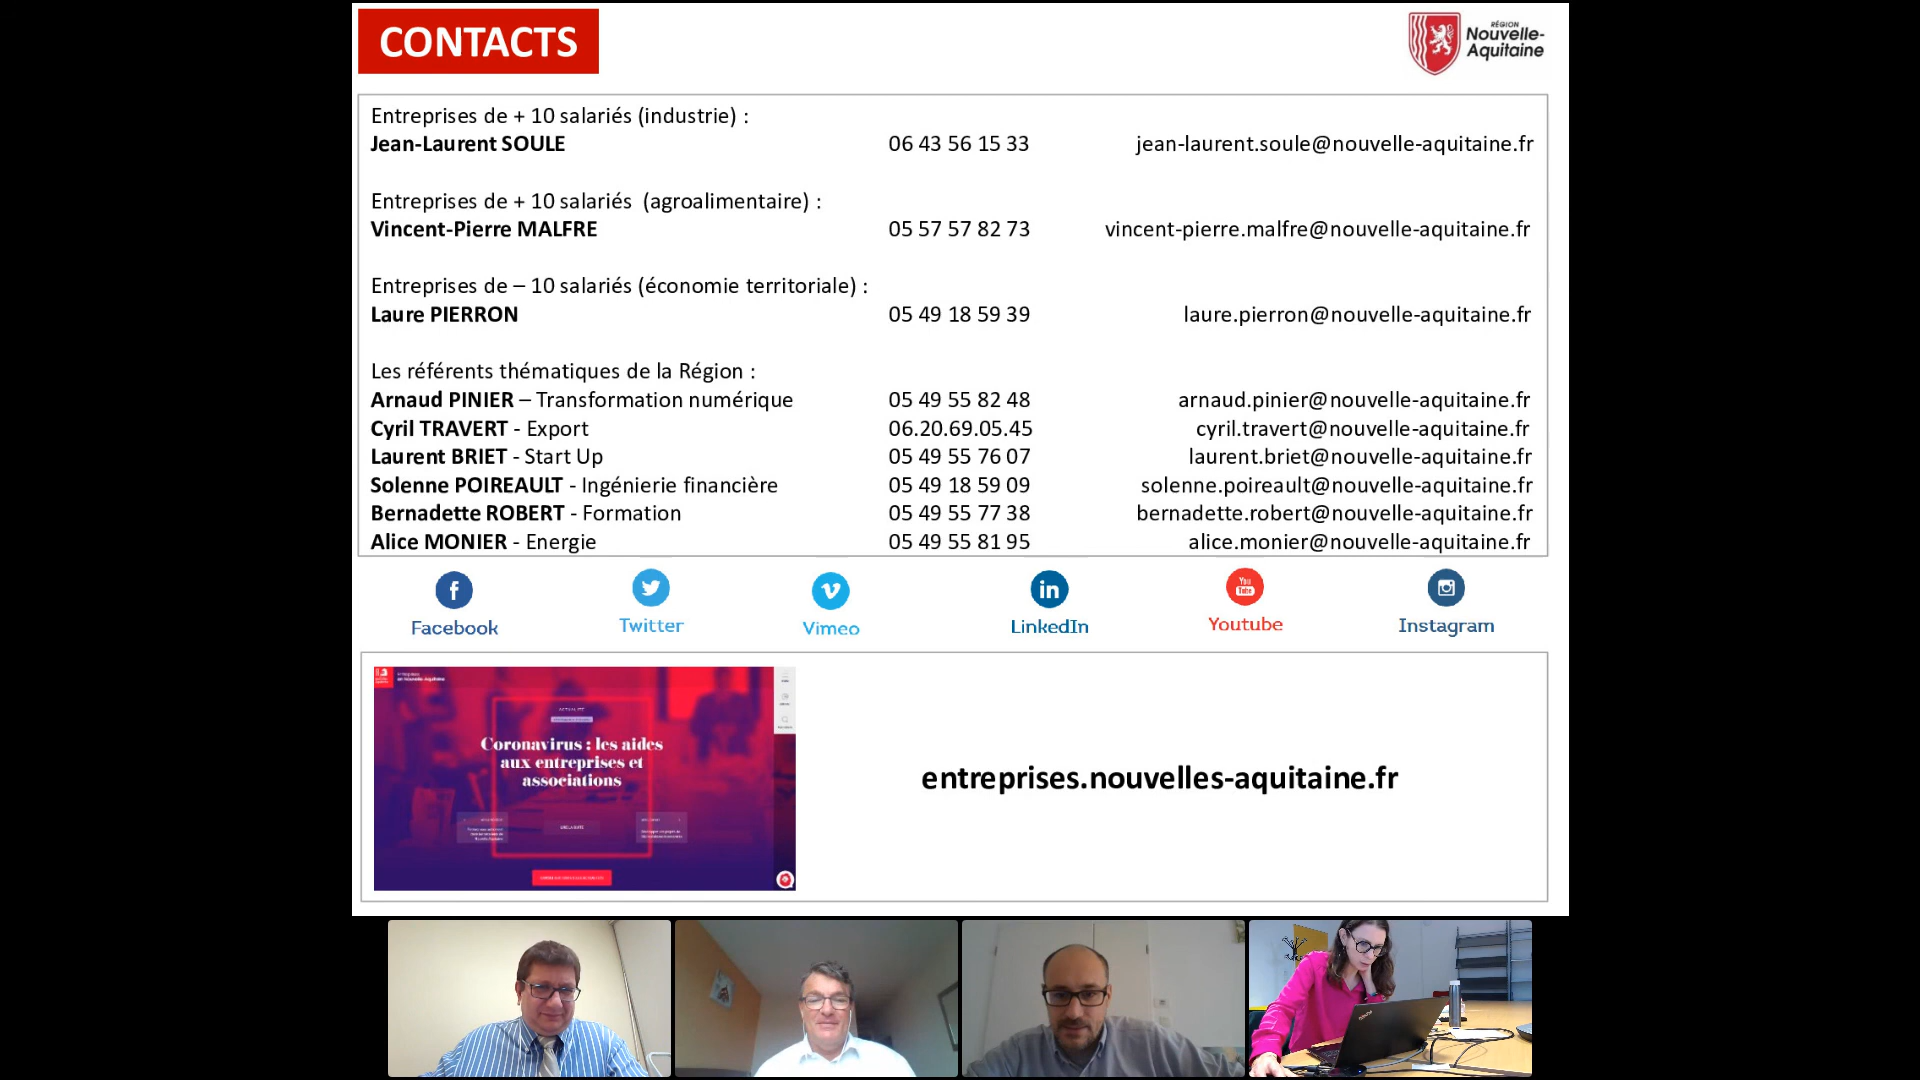 CONTACTS
RÉGION
Nouvelle-
Aquitaine
Entreprises de + 10 salariés (industrie) :
Jean-Laurent SOULE 06 43 56 15 33 jean-laurent.soule@nouvelle-aquitaine.fr
Entreprises de + 10 salariés (agroalimentaire) :
Vincent-Pierre MALFRE 05 57 57 82 73 vincent-pierre.malfre@nouvelle-aquitaine.fr
Entreprises de – 10 salariés (économie territoriale) :
Laure PIERRON 05 49 18 59 39 laure.pierron@nouvelle-aquitaine.fr
Les référents thématiques de la Région :
Arnaud PINIER – Transformation numérique 05 49 55 82 48 arnaud.pinier@nouvelle-aquitaine.fr
Cyril TRAVERT - Export 06.20.69.05.45 cyril.travert@nouvelle-aquitaine.fr
Laurent BRIET - Start Up 05 49 55 76 07 laurent.briet@nouvelle-aquitaine.fr
Solenne POIREAULT - Ingénierie financière 05 49 18 59 09 solenne.poireault@nouvelle-aquitaine.fr
Bernadette ROBERT - Formation 05 49 55 77 38 bernadette.robert@nouvelle-aquitaine.fr
Alice MONIER - Energie 05 49 55 81 95 alice.monier@nouvelle-aquitaine.fr
Facebook Twitter Vimeo LinkedIn Youtube Instagram
ACTUALITÉ
Coronavirus : les aides
aux entreprises et
associations
LIRE LA SUITE
entreprises.nouvelles-aquitaine.fr